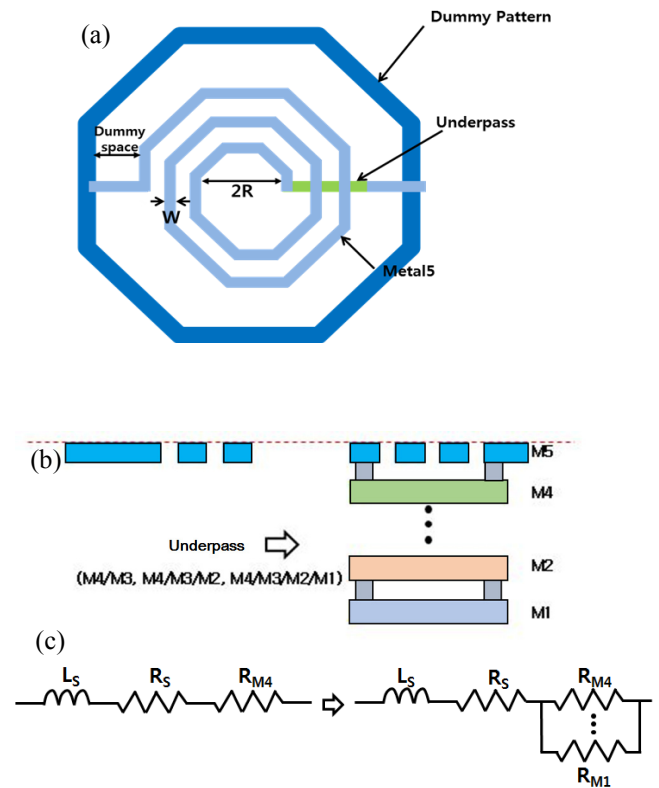 (a)
Dummy Pattern
Underpass
Dummy
space
2R
W
Metal5
(b)
M5
M4
Underpass
(M4/M3, M4/M3/M2, M4/M3/M2/M1)
M2
M1
(c)
LS RS RM4 LS RS RM4
RM1